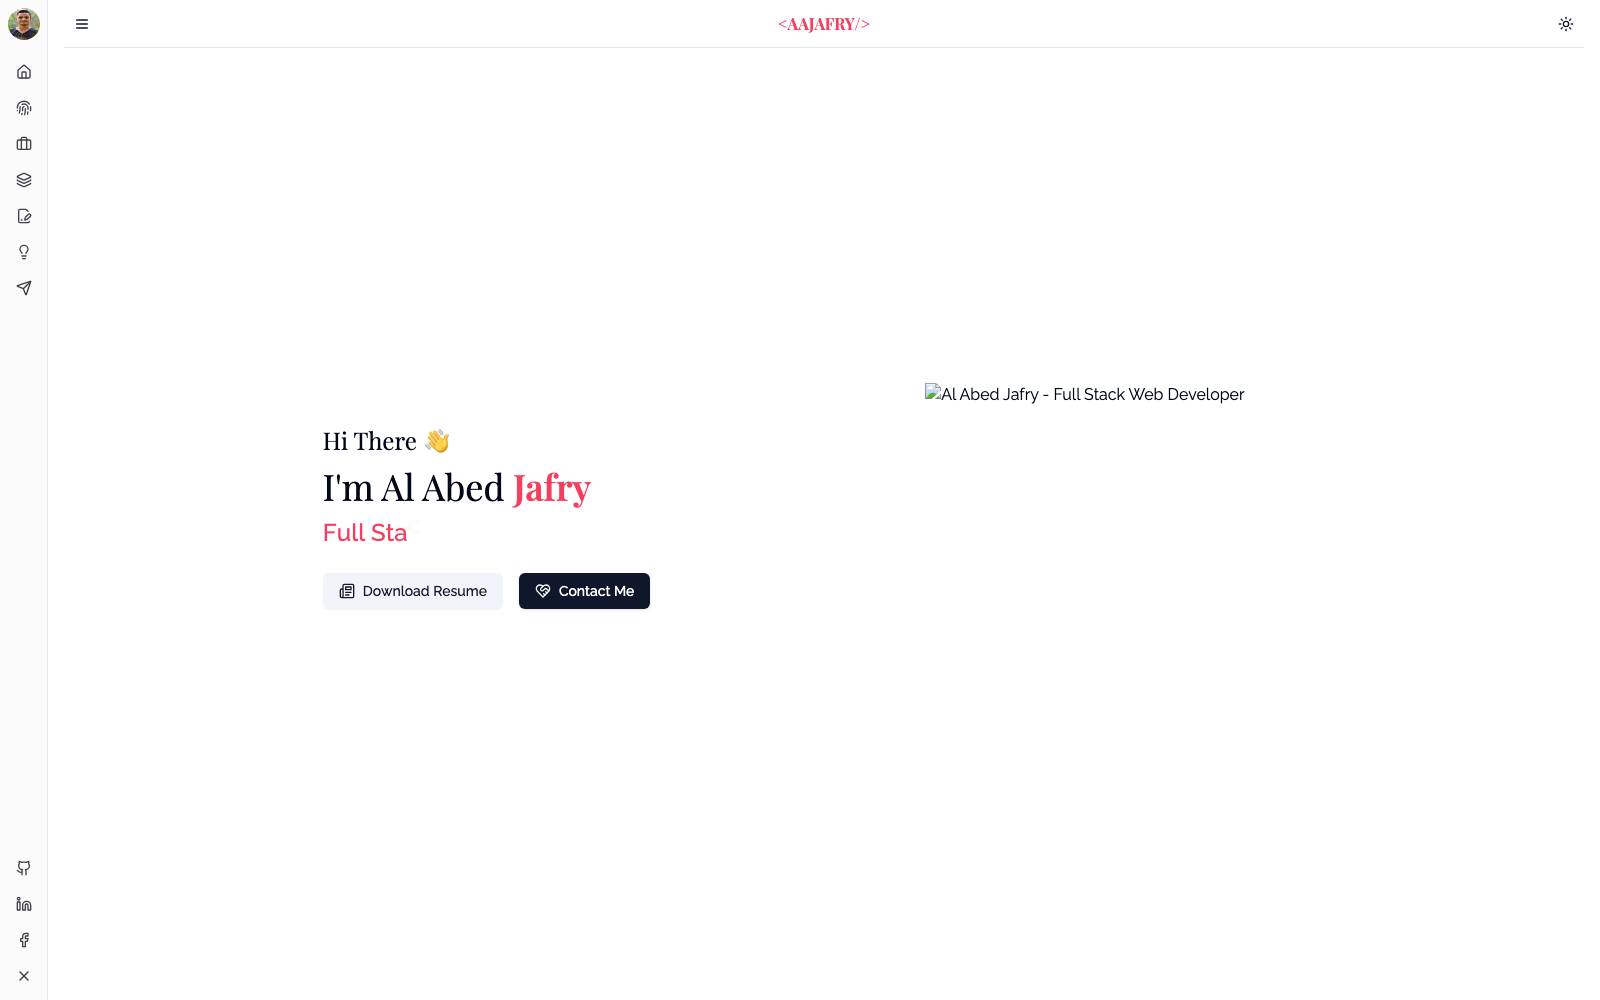 <AAJAFRY/>
Al Abed Jafry - Full Stack Web Developer
Hi There 👋
I'm Al Abed Jafry
Full Sta
Download Resume
Contact Me